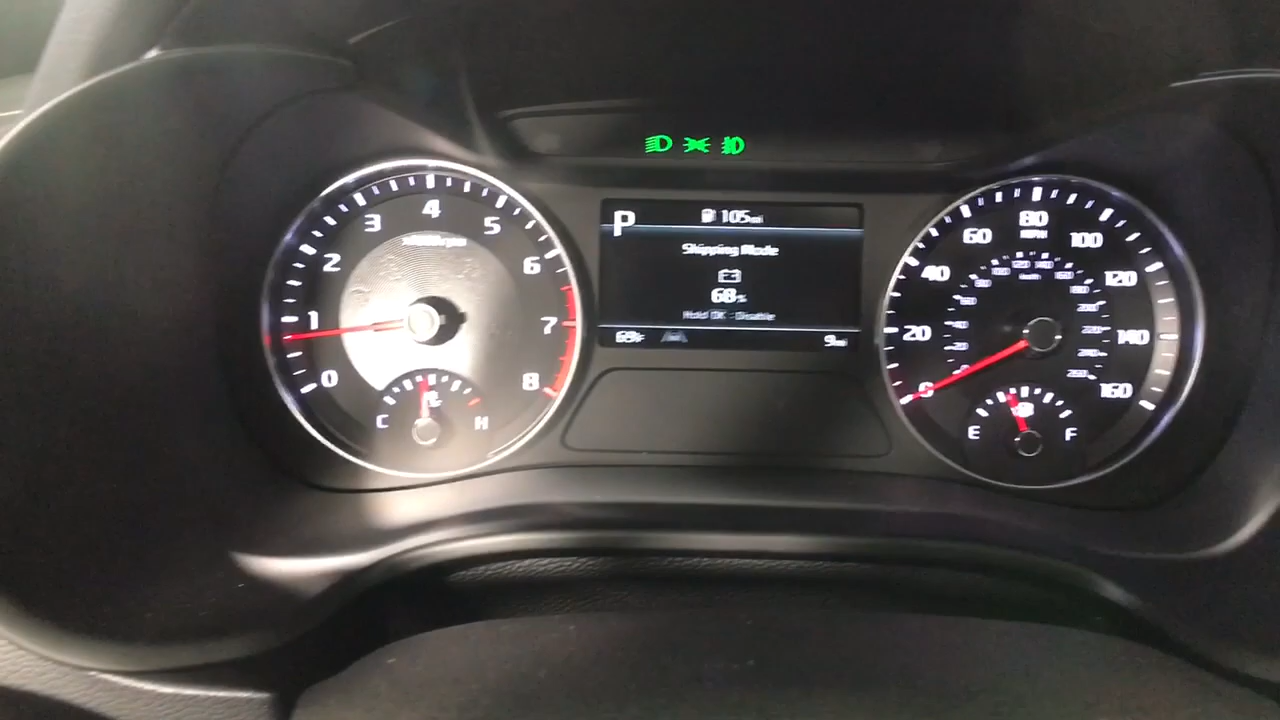 0 1 2 3 4 5 6 7 8
C H
P 105mi
Shipping Mode
68%
Hold OK : Disable
68°F 9mi
0 20 40 60 80 100 120 140 160
MPH
E F